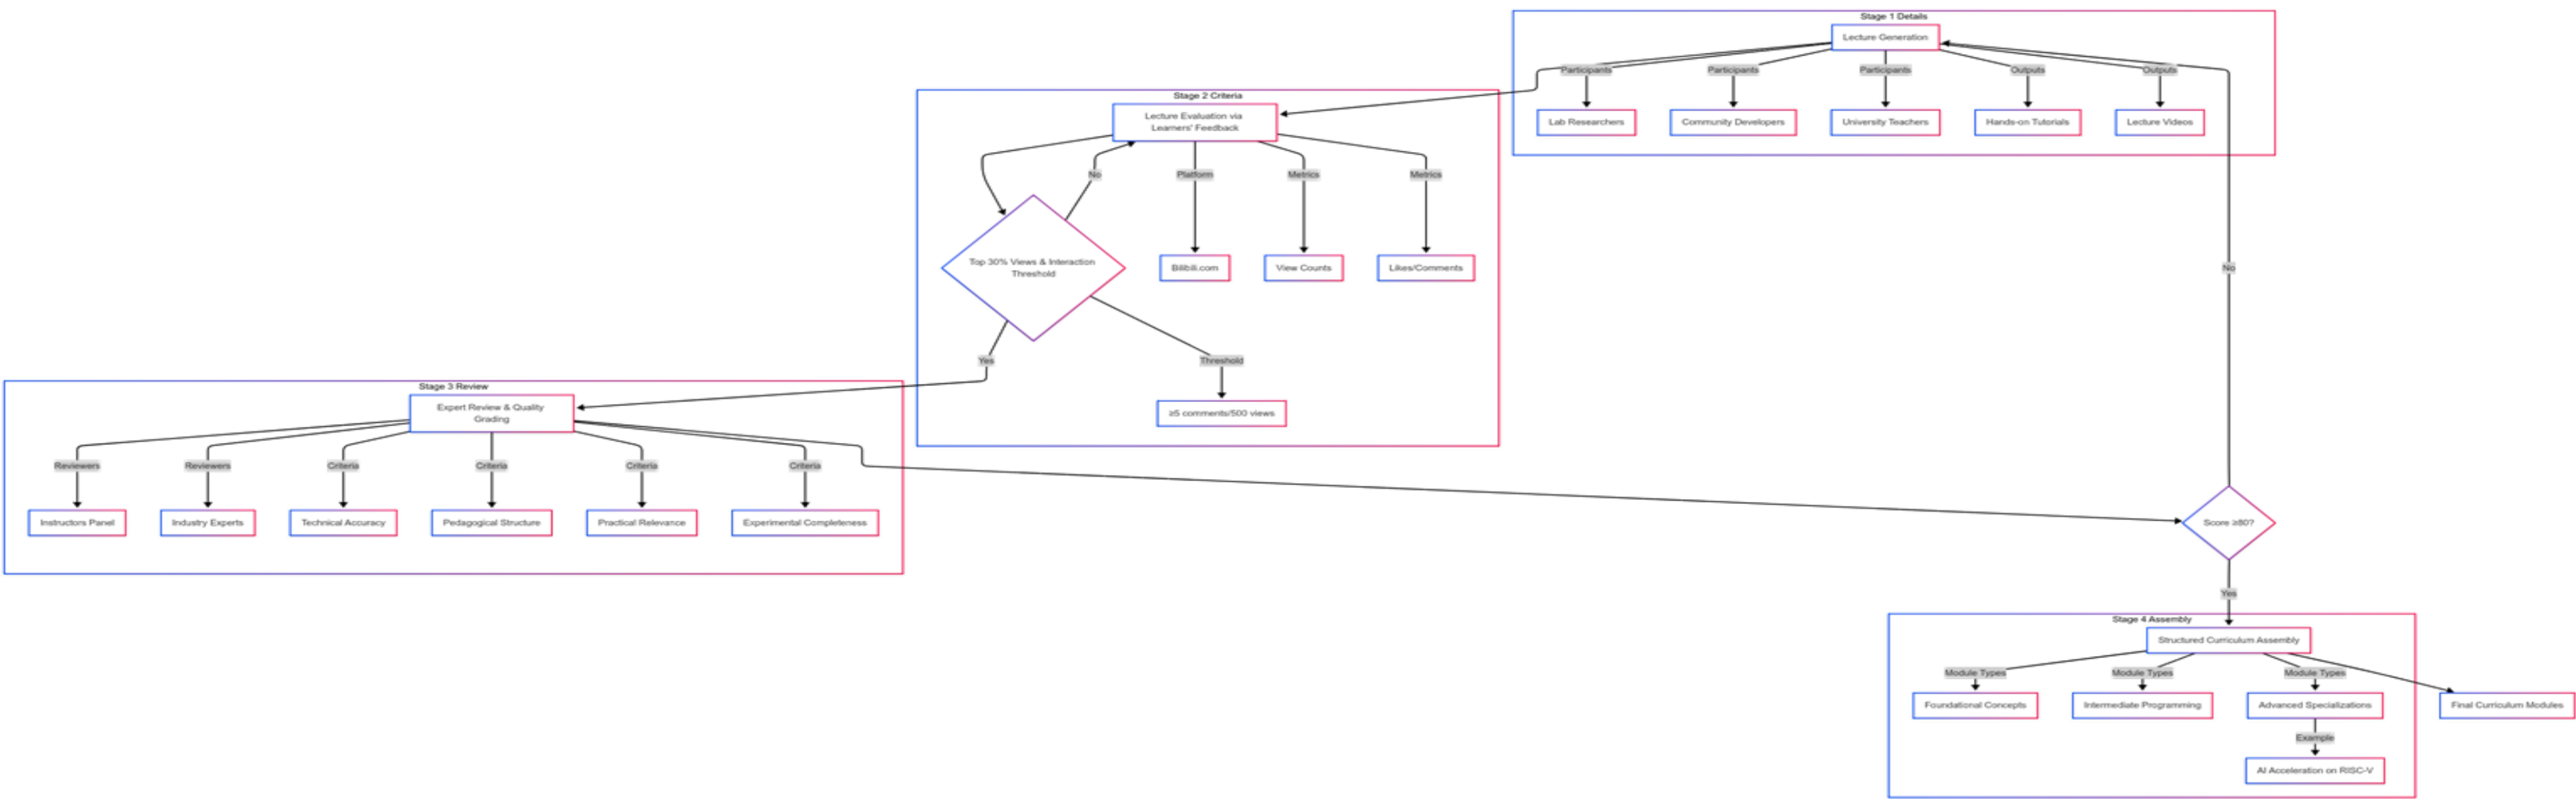 Stage 1 Details
Lecture Generation
Participants
Participants
Participants
Outputs
Outputs
Lab Researchers
Community Developers
University Teachers
Hands-on Tutorials
Lecture Videos
Stage 2 Criteria
Lecture Evaluation via
Learners' Feedback
No
Platform
Metrics
Metrics
Top 30% Views & Interaction
Threshold
Bilibili.com
View Counts
Likes/Comments
Yes
Threshold
≥5 comments/500 views
Stage 3 Review
Expert Review & Quality
Grading
Reviewers
Reviewers
Criteria
Criteria
Criteria
Criteria
Instructors Panel
Industry Experts
Technical Accuracy
Pedagogical Structure
Practical Relevance
Experimental Completeness
No
Score ≥80?
Yes
Stage 4 Assembly
Structured Curriculum Assembly
Module Types
Module Types
Module Types
Foundational Concepts
Intermediate Programming
Advanced Specializations
Final Curriculum Modules
Example
AI Acceleration on RISC-V